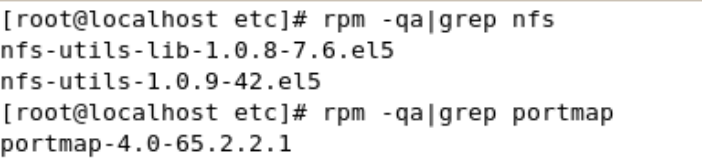 [root@localhost etc]# rpm -qa|grep nfs
nfs-utils-lib-1.0.8-7.6.el5
nfs-utils-1.0.9-42.el5
[root@localhost etc]# rpm -qa|grep portmap
portmap-4.0-65.2.2.1